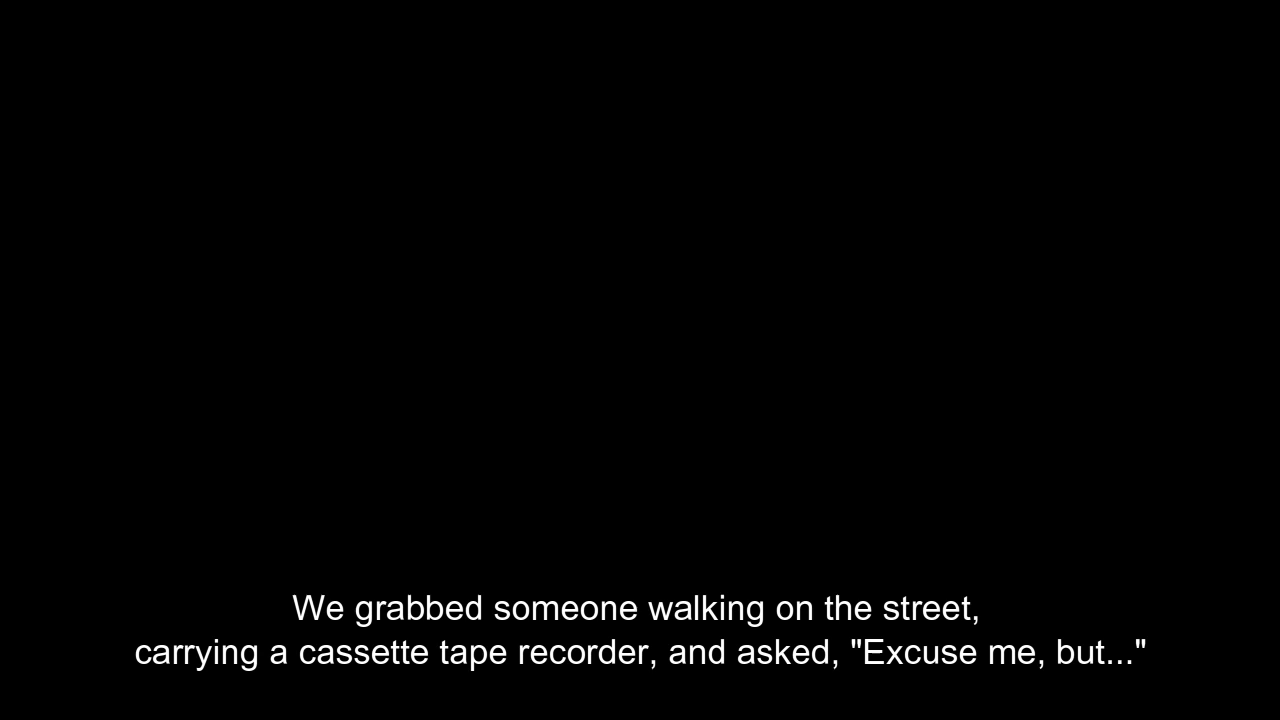 We grabbed someone walking on the street,
carrying a cassette tape recorder, and asked, "Excuse me, but..."